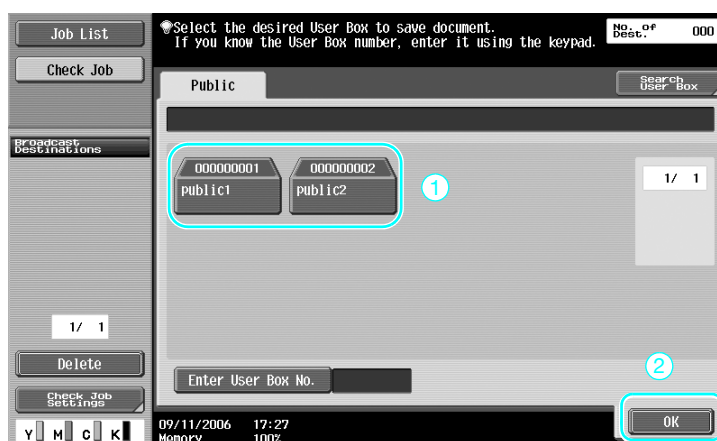 Job List
Check Job
Select the desired User Box to save document.
If you know the User Box number, enter it using the keypad.
No. of
Dest.
000
Public
Search
User Box
Broadcast
Destinations
000000001
public1
000000002
public2
1
1/ 1
1/ 1
Delete
Check Job
Settings
Enter User Box No.
2
OK
Y M C K
09/11/2006 17:27
Memory 100%